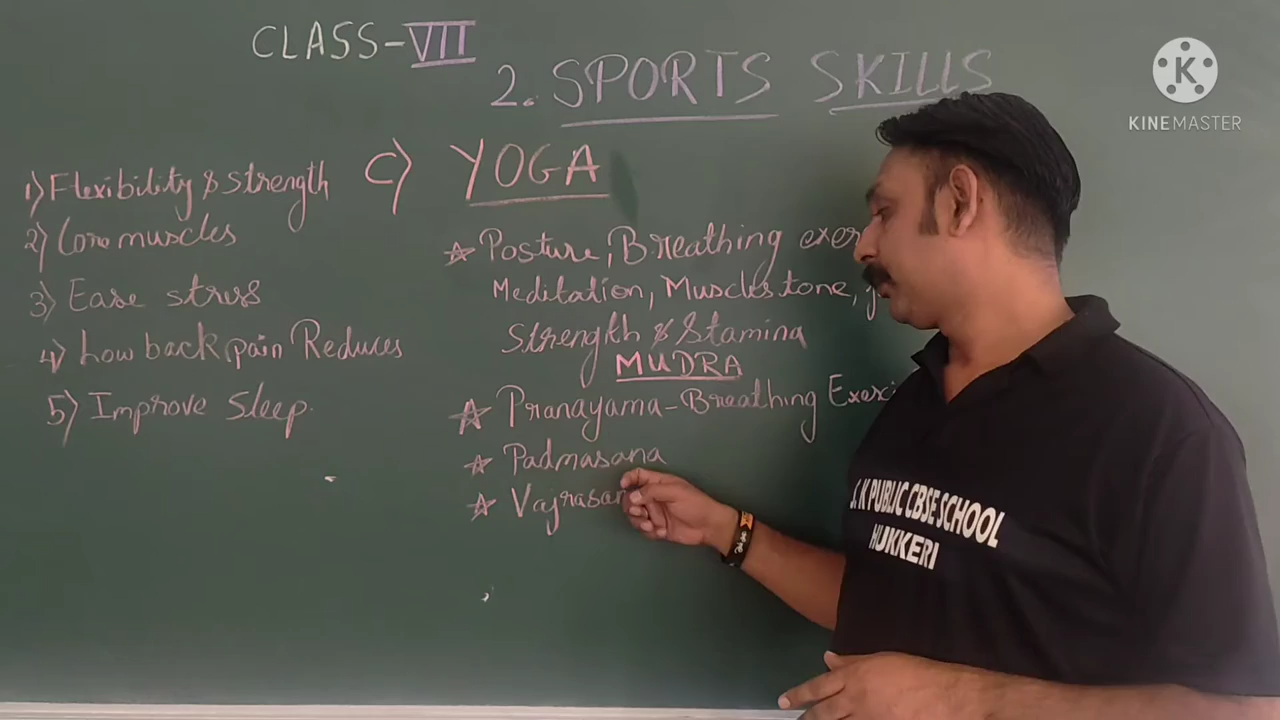 CLASS-VII
2. SPORTS SKILLS
C) YOGA
1) Flexibility & strength
2) Core muscles
3) Ease stress
4) Low back pain Reduces
5) Improve Sleep.
☆ Posture, Breathing exer
Meditation, Muscles tone,
Strength & Stamina
MUDRA
☆ Pranayama-Breathing Exerci
☆ Padmasana
☆ Vajrasan
K
KINEMASTER
S.K PUBLIC CBSE SCHOOL
HUKKERI